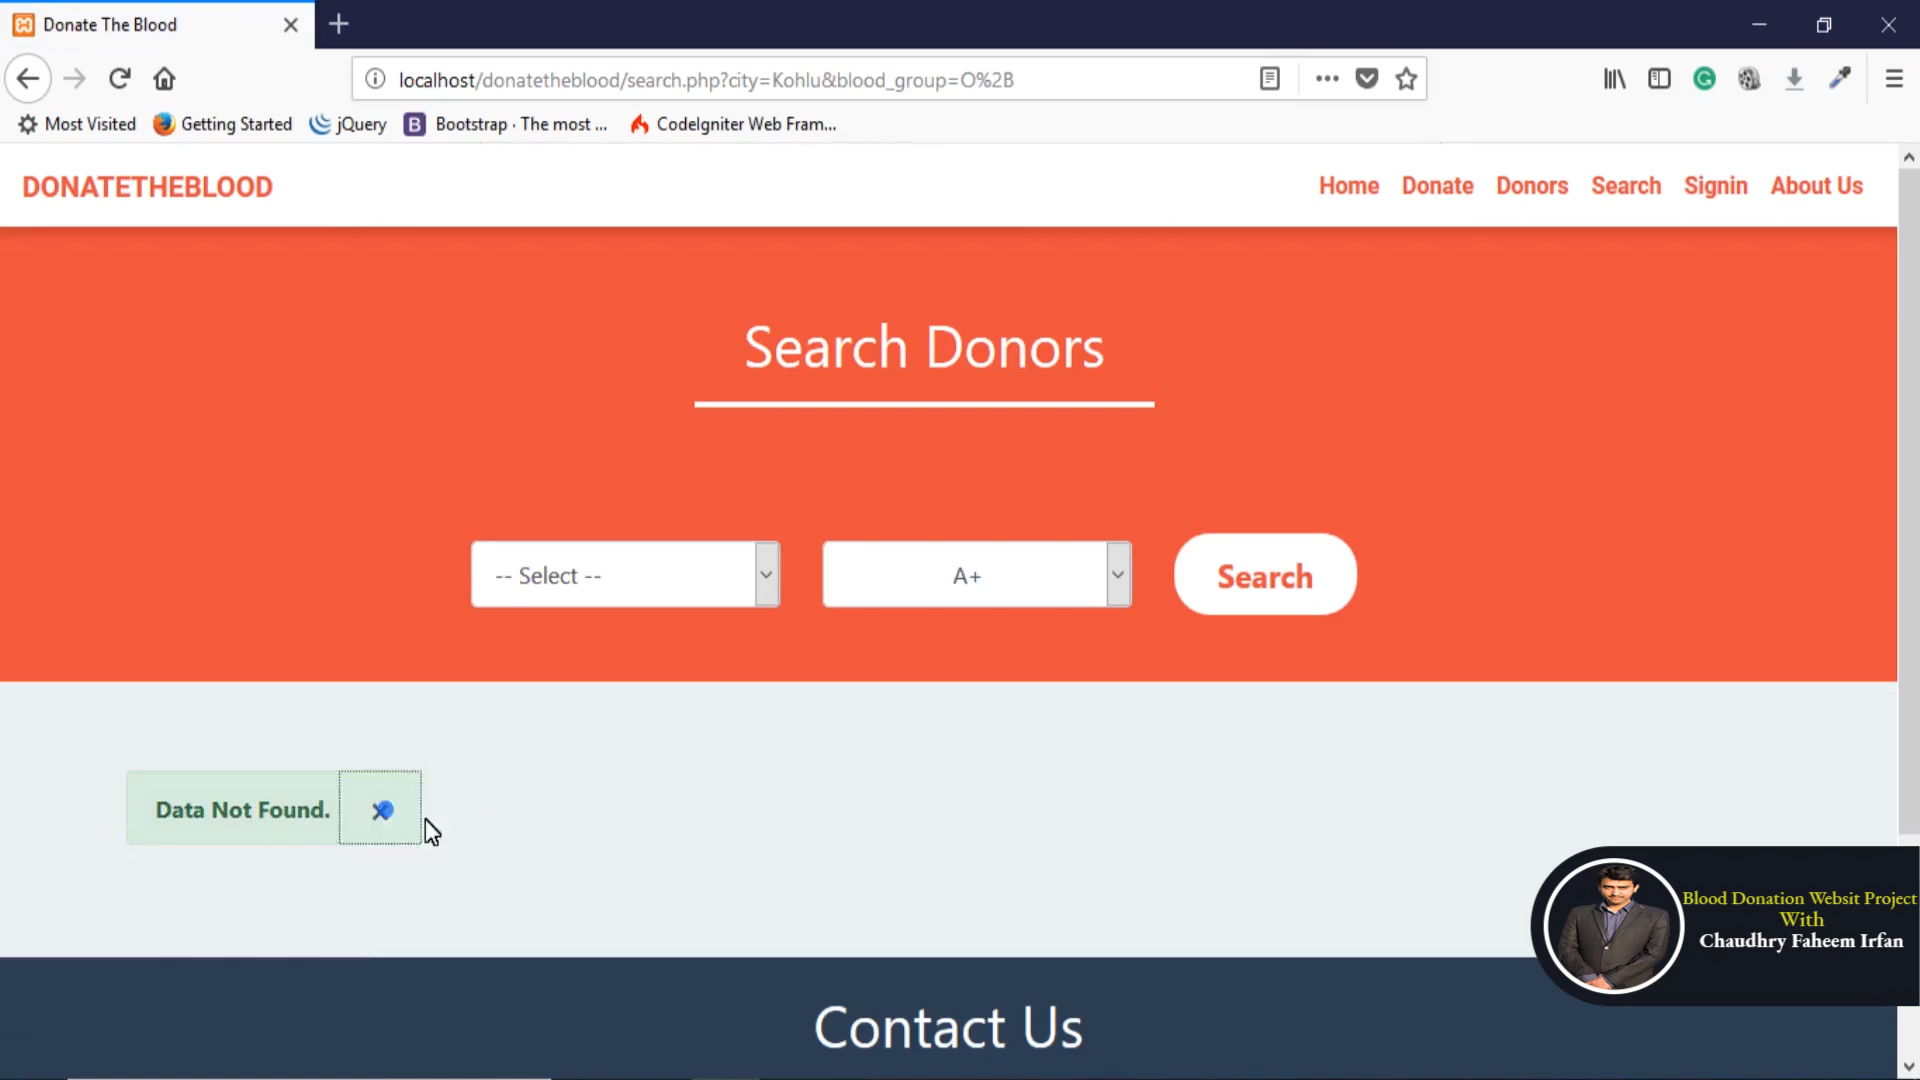 Donate The Blood
localhost/donatetheblood/search.php?city=Kohlu&blood_group=O%2B
Most Visited Getting Started jQuery Bootstrap · The most ... CodeIgniter Web Fram...
DONATETHEBLOOD
Home Donate Donors Search Signin About Us
Search Donors
-- Select -- A+ Search
Data Not Found. ×
Blood Donation Websit Project
With
Chaudhry Faheem Irfan
Contact Us